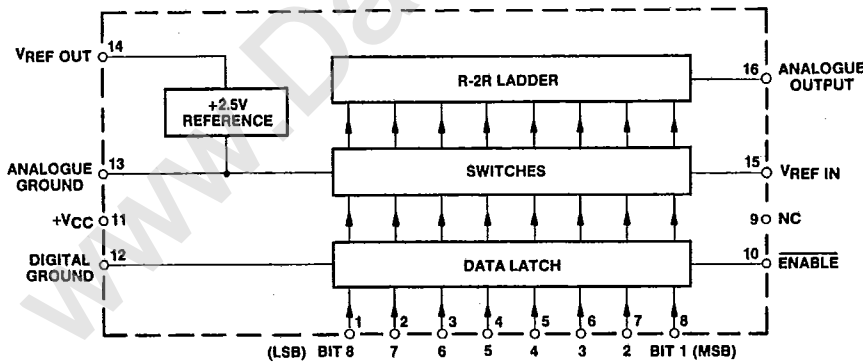 14
VREF OUT
+2.5V
REFERENCE
R-2R LADDER
16
ANALOGUE
OUTPUT
13
ANALOGUE
GROUND
SWITCHES
15
VREF IN
+VCC
11
9
NC
12
DIGITAL
GROUND
DATA LATCH
10
ENABLE
1 2 3 4 5 6 7 8
(LSB) BIT 8 7 6 5 4 3 2 BIT 1 (MSB)
www.Da